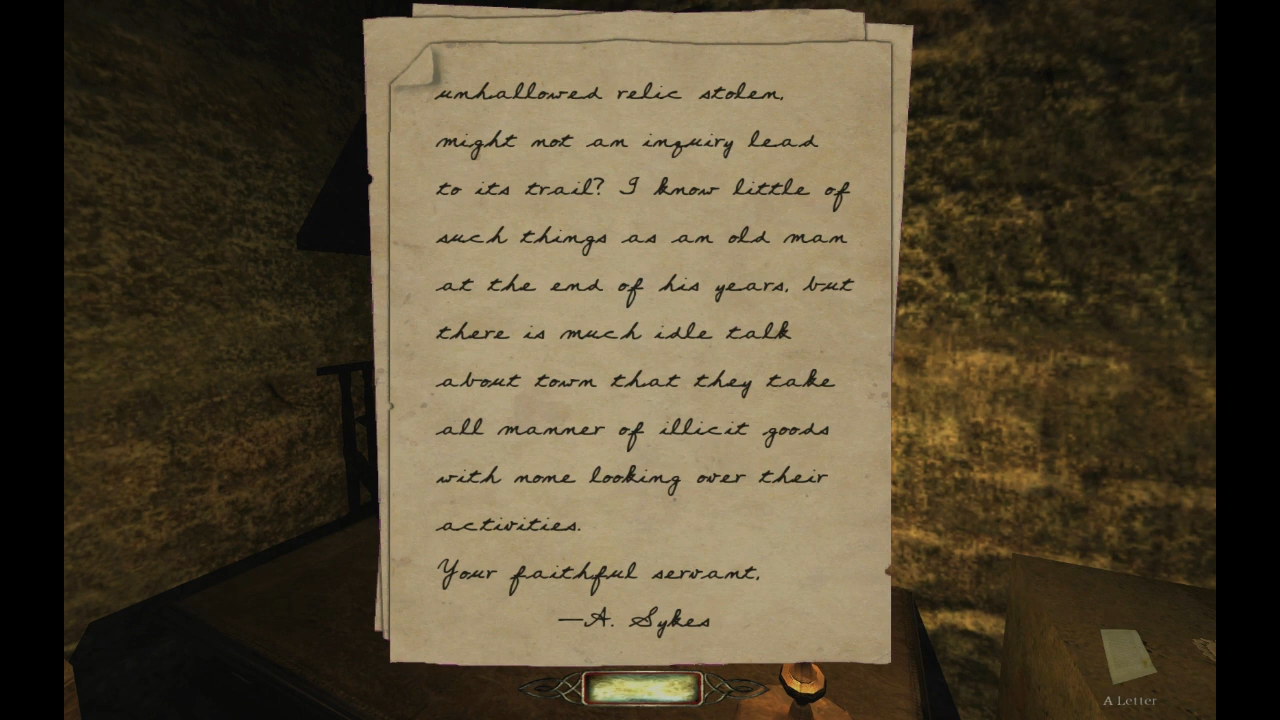 unhallowed relic stolen,
might not an inquiry lead
to its trail? I know little of
such things as an old man
at the end of his years, but
there is much idle talk
about town that they take
all manner of illicit goods
with none looking over their
activities.
Your faithful servant,
—A. Sykes
A Letter